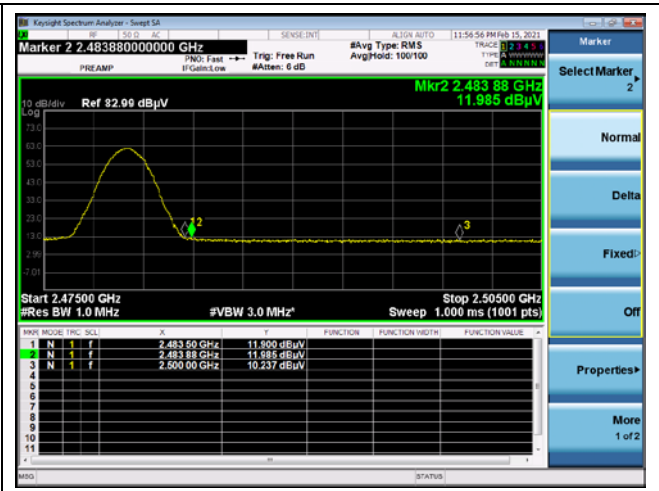 Keysight Spectrum Analyzer - Swept SA
RF 50 Ω AC SENSE:INT ALIGN AUTO 11:56:56 PM Feb 15, 2021
Marker 2 2.483880000000 GHz
#Avg Type: RMS
TRACE 1 2 3 4 5 6
PREAMP
PNO: Fast
IFGain:Low
Trig: Free Run
#Atten: 6 dB
Avg|Hold: 100/100
TYPE A WWWWW
DET A NNNNN
Mkr2 2.483 88 GHz
11.985 dBµV
10 dB/div Ref 82.99 dBµV
Log
73.0
63.0
53.0
43.0
33.0
23.0
13.0
2.99
-7.01
2
3
Start 2.47500 GHz Stop 2.50500 GHz
#Res BW 1.0 MHz #VBW 3.0 MHz* Sweep 1.000 ms (1001 pts)
MKR MODE TRC SCL X Y FUNCTION FUNCTION WIDTH FUNCTION VALUE
1 N 1 f 2.483 50 GHz 11.900 dBµV
2 N 1 f 2.483 88 GHz 11.985 dBµV
3 N 1 f 2.500 00 GHz 10.237 dBµV
4
5
6
7
8
9
10
11
MSG STATUS
Marker
Select Marker
2
Normal
Delta
Fixed
Off
Properties
More
1 of 2